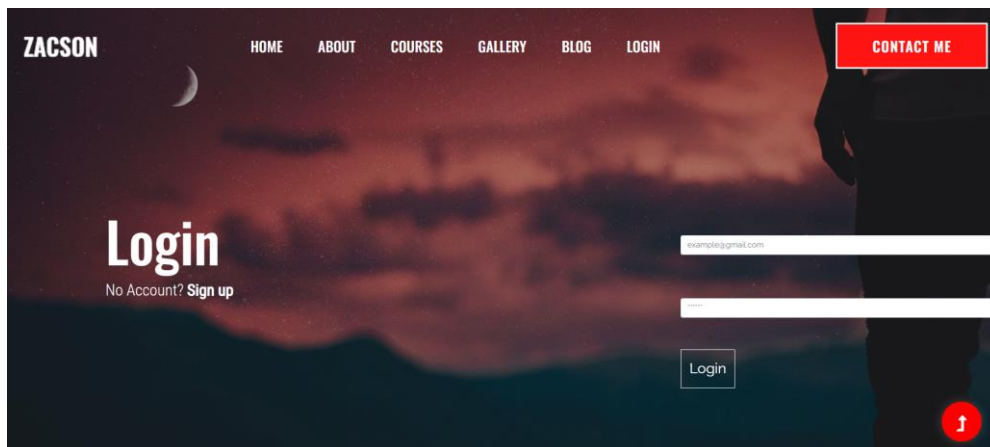 ZACSON HOME ABOUT COURSES GALLERY BLOG LOGIN CONTACT ME
Login
No Account? Sign up
example@gmail.com
......
Login